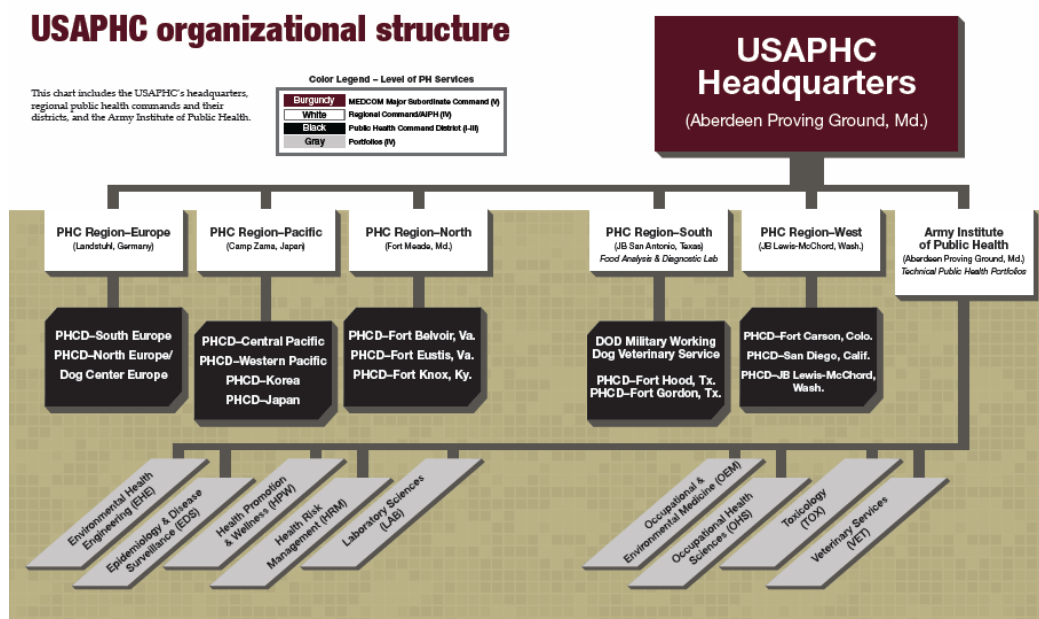 USAPHC organizational structure
This chart includes the USAPHC's headquarters,
regional public health commands and their
districts, and the Army Institute of Public Health.
Color Legend – Level of PH Services
Burgundy MEDCOM Major Subordinate Command (V)
White Regional Command/AIPH (IV)
Black Public Health Command District (I-III)
Gray Portfolios (IV)
USAPHC
Headquarters
(Aberdeen Proving Ground, Md.)
PHC Region–Europe
(Landstuhl, Germany)
PHC Region–Pacific
(Camp Zama, Japan)
PHC Region–North
(Fort Meade, Md.)
PHC Region–South
(JB San Antonio, Texas)
Food Analysis & Diagnostic Lab
PHC Region–West
(JB Lewis-McChord, Wash.)
Army Institute
of Public Health
(Aberdeen Proving Ground, Md.)
Technical Public Health Portfolios
PHCD–South Europe
PHCD–North Europe/
Dog Center Europe
PHCD–Central Pacific
PHCD–Western Pacific
PHCD–Korea
PHCD–Japan
PHCD–Fort Belvoir, Va.
PHCD–Fort Eustis, Va.
PHCD–Fort Knox, Ky.
DOD Military Working
Dog Veterinary Service
PHCD–Fort Hood, Tx.
PHCD–Fort Gordon, Tx.
PHCD–Fort Carson, Colo.
PHCD–San Diego, Calif.
PHCD–JB Lewis-McChord,
Wash.
Environmental Health
Engineering (EHE)
Epidemiology & Disease
Surveillance (EDS)
Health Promotion
& Wellness (HPW)
Health Risk
Management (HRM)
Laboratory Sciences
(LAB)
Occupational &
Environmental Medicine (OEM)
Occupational Health
Sciences (OHS)
Toxicology
(TOX)
Veterinary Services
(VET)